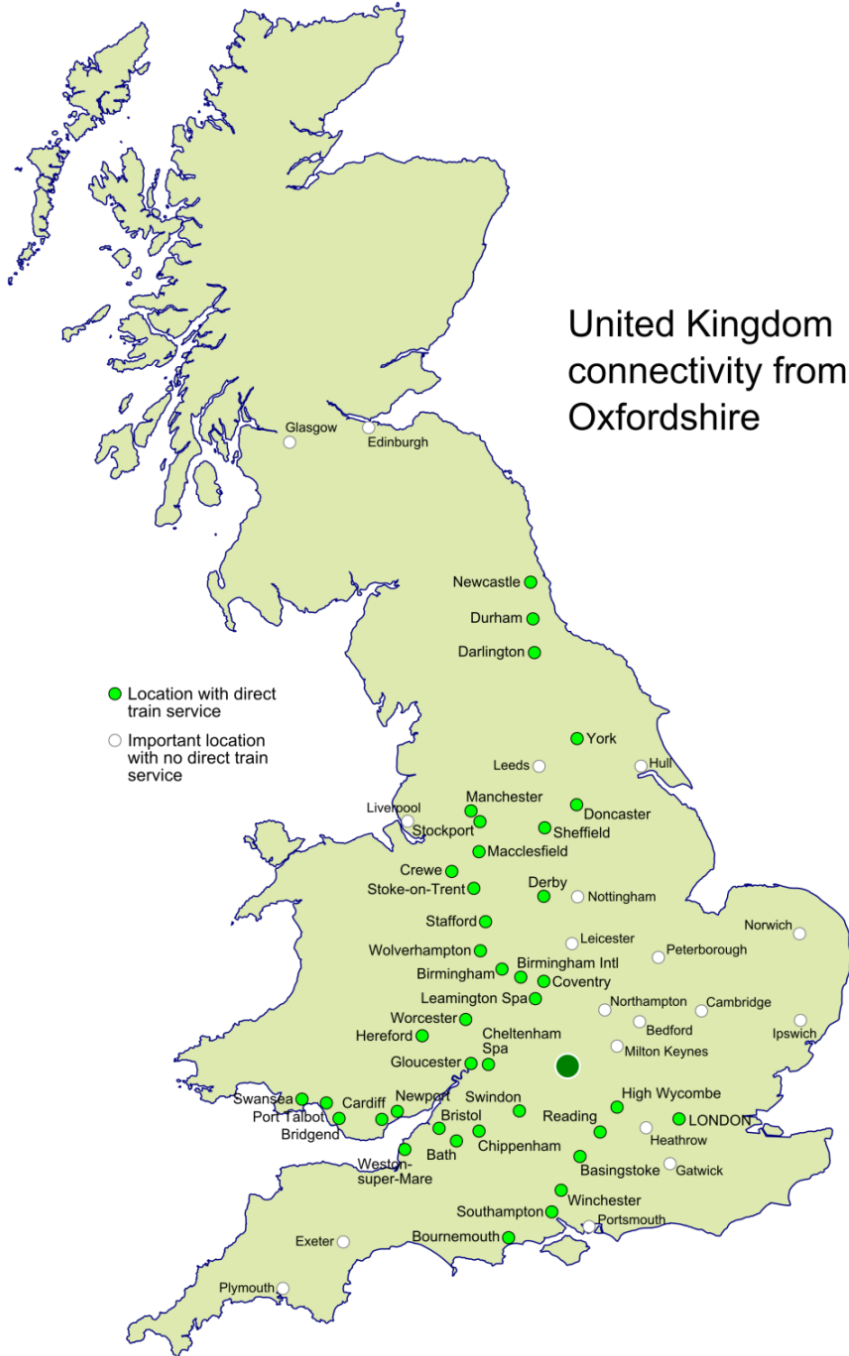 United Kingdom
connectivity from
Oxfordshire
Glasgow
Edinburgh
Newcastle
Durham
Darlington
Location with direct
train service
Important location
with no direct train
service
York
Leeds
Hull
Manchester
Liverpool
Doncaster
Stockport
Sheffield
Macclesfield
Crewe
Stoke-on-Trent
Derby
Nottingham
Stafford
Norwich
Leicester
Wolverhampton
Peterborough
Birmingham Intl
Birmingham
Coventry
Leamington Spa
Northampton
Cambridge
Worcester
Bedford
Ipswich
Hereford
Cheltenham
Spa
Milton Keynes
Gloucester
Swansea
Newport
Swindon
High Wycombe
Port Talbot
Cardiff
Bristol
Reading
LONDON
Bridgend
Heathrow
Bath
Chippenham
Weston-
super-Mare
Basingstoke
Gatwick
Winchester
Southampton
Portsmouth
Exeter
Bournemouth
Plymouth